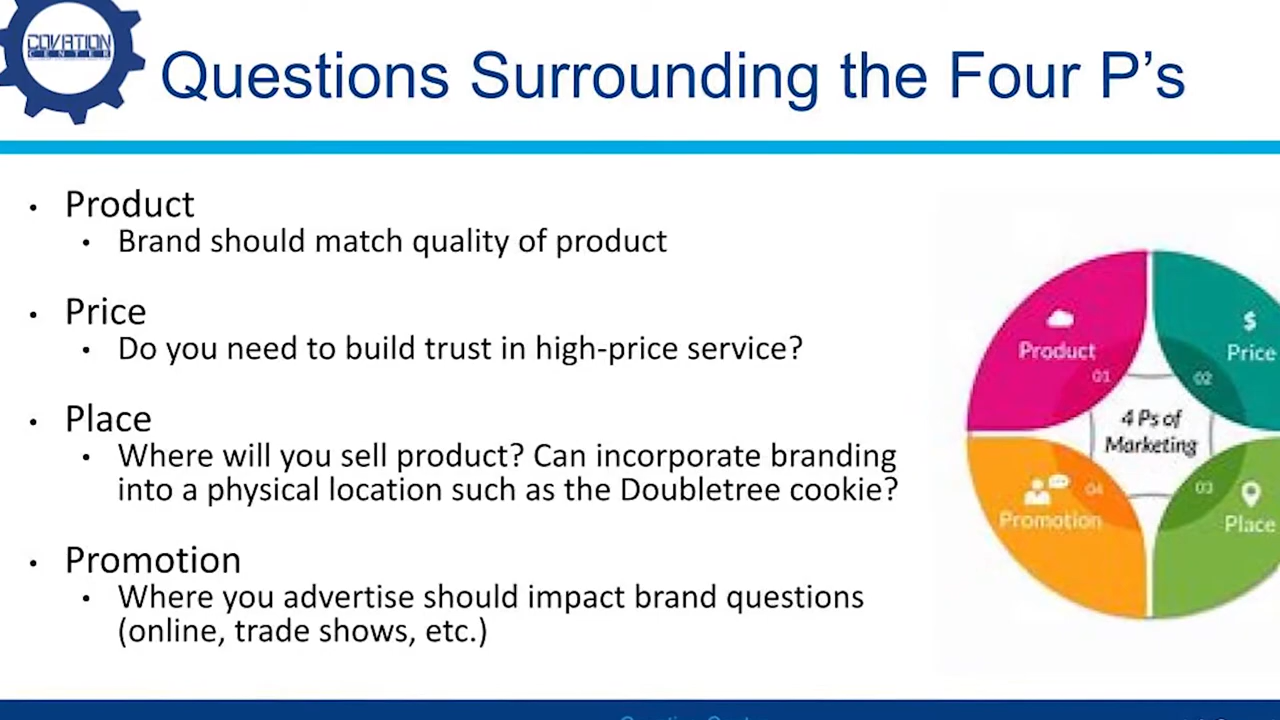 COVATION
CENTER
Questions Surrounding the Four P’s
• Product
• Brand should match quality of product
• Price
• Do you need to build trust in high-price service?
• Place
• Where will you sell product? Can incorporate branding
into a physical location such as the Doubletree cookie?
• Promotion
• Where you advertise should impact brand questions
(online, trade shows, etc.)
Product
01
$
Price
02
4 Ps of
Marketing
Promotion
04
03
Place